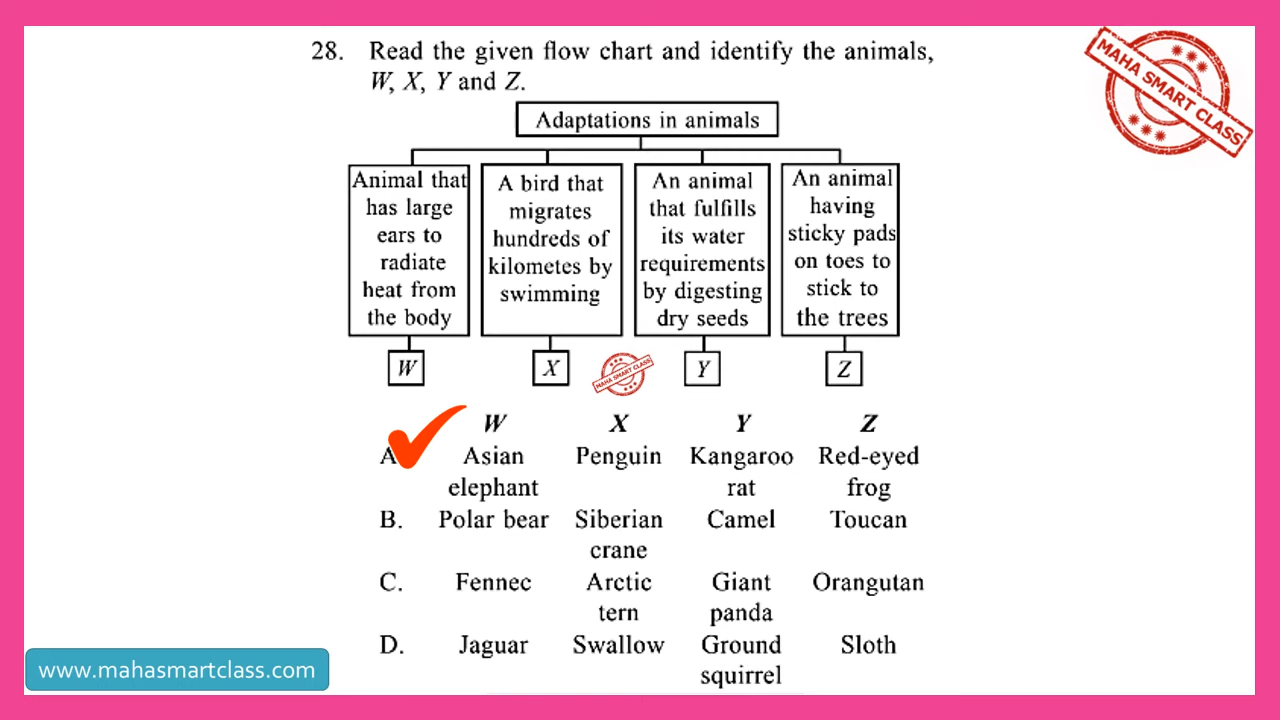 28. Read the given flow chart and identify the animals,
W, X, Y and Z.
MAHA SMART CLASS
Adaptations in animals
Animal that
has large
ears to
radiate
heat from
the body
A bird that
migrates
hundreds of
kilometes by
swimming
An animal
that fulfills
its water
requirements
by digesting
dry seeds
An animal
having
sticky pads
on toes to
stick to
the trees
W X Y Z
MAHA SMART CLASS
W X Y Z
A Asian Penguin Kangaroo Red-eyed
elephant rat frog
B. Polar bear Siberian Camel Toucan
crane
C. Fennec Arctic Giant Orangutan
tern panda
D. Jaguar Swallow Ground Sloth
squirrel
www.mahasmartclass.com